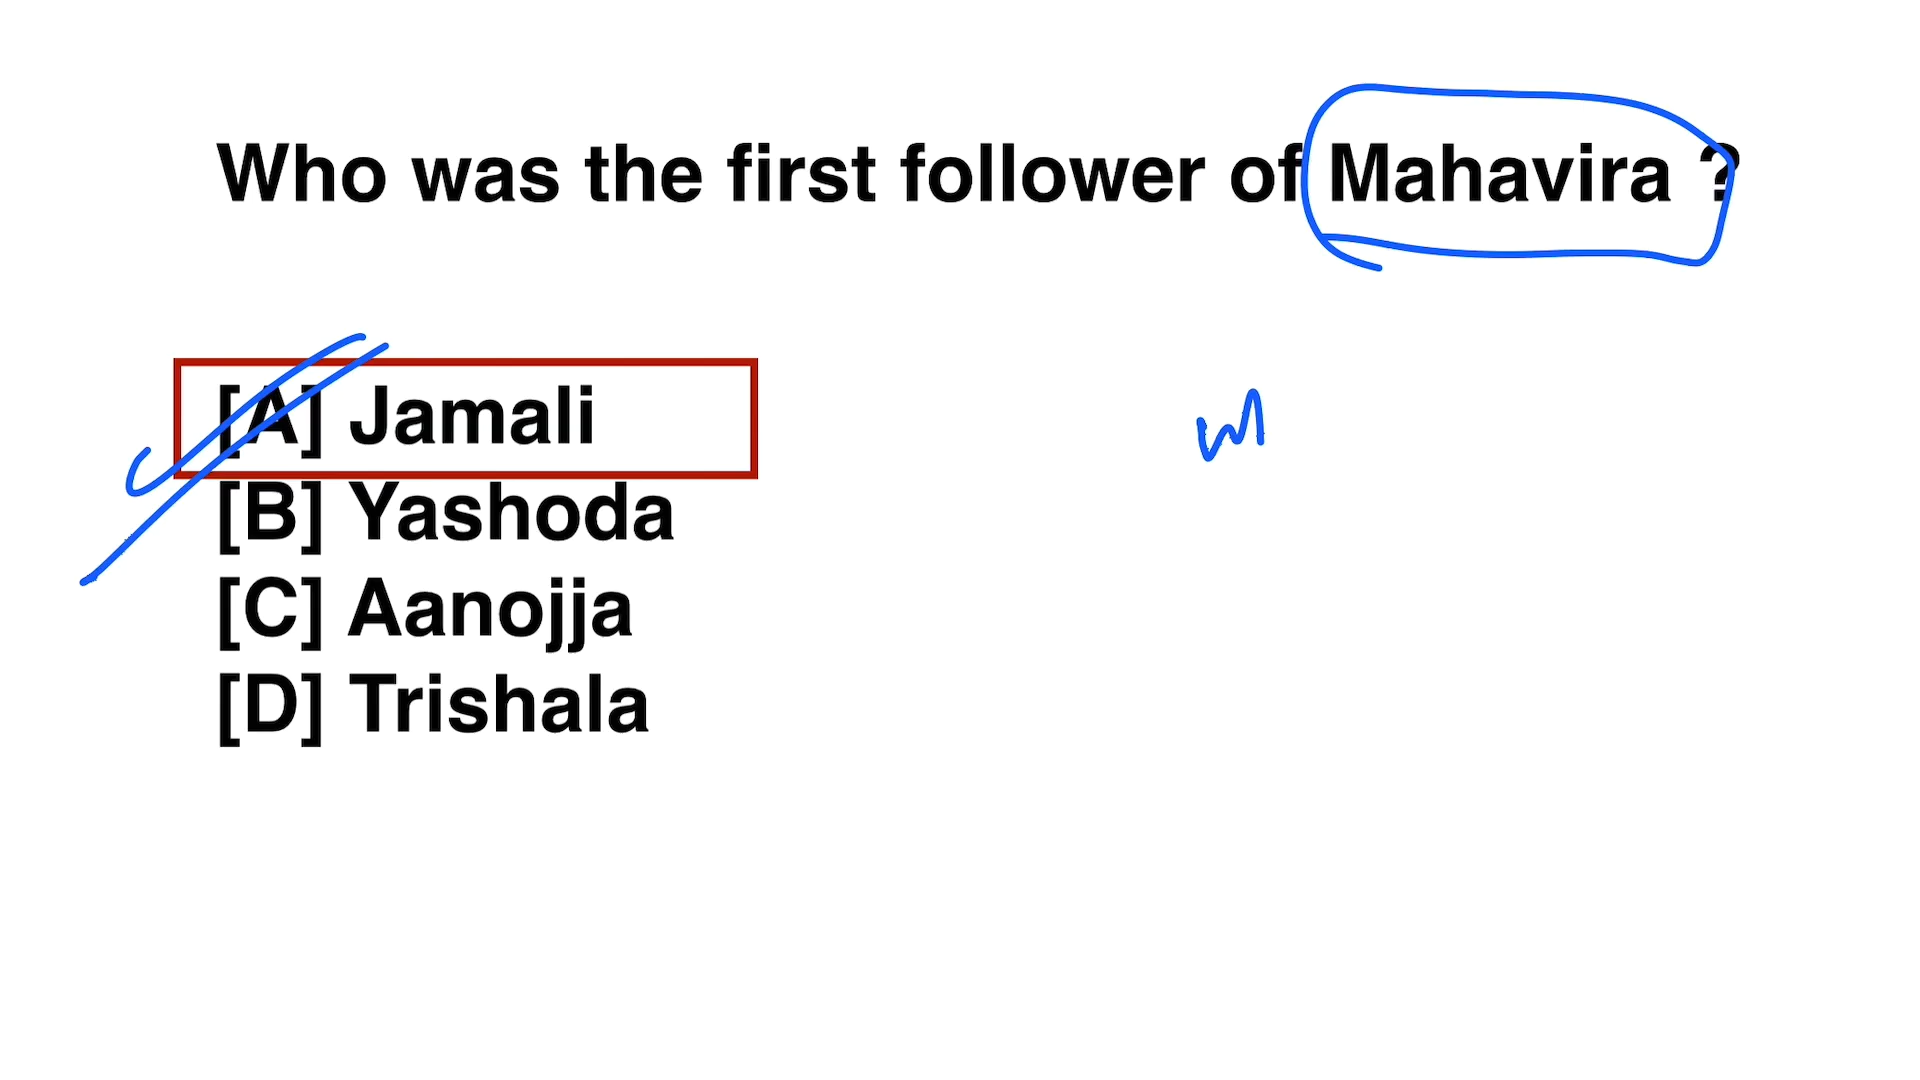 Who was the first follower of Mahavira ?
[A] Jamali
[B] Yashoda
[C] Aanojja
[D] Trishala